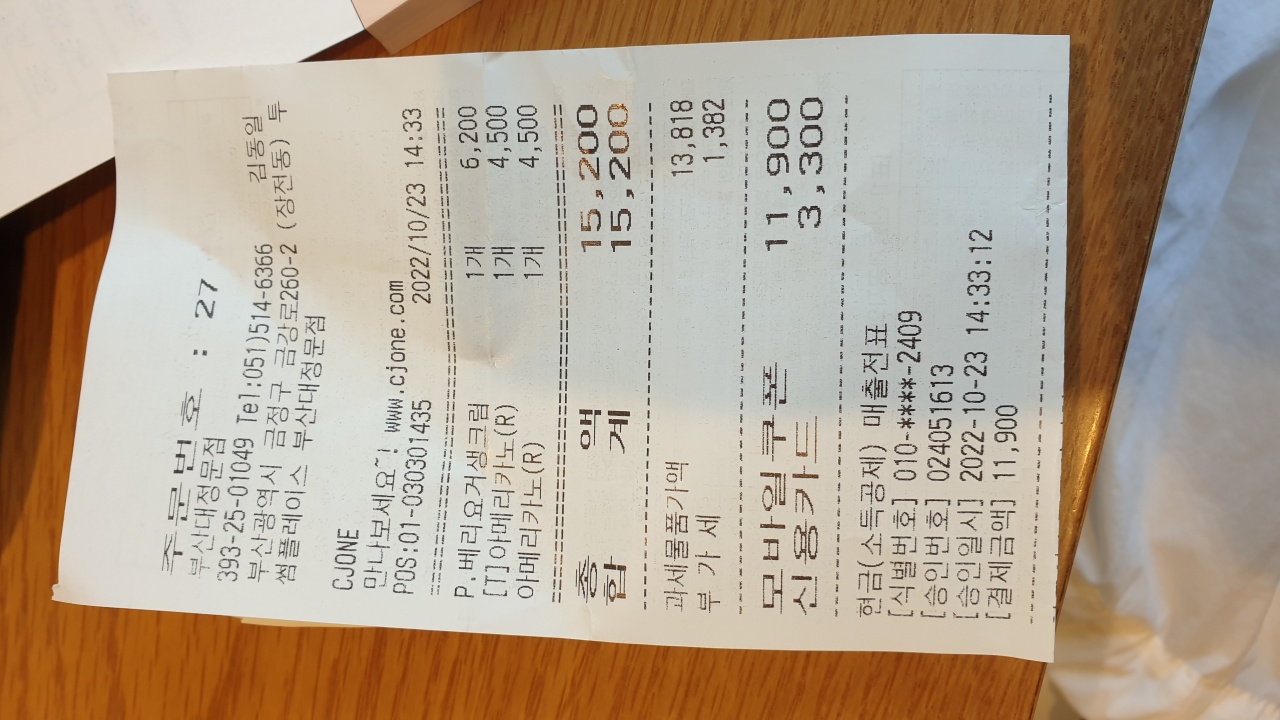 주문번호 : 27
부산대정문점
393-25-01049 Tel:051)514-6366 김동일
부산광역시 금정구 금강로260-2 (장전동) 투
썸플레이스 부산대정문점
CJONE
만나보세요~! www.cjone.com
POS:01-030301435 2022/10/23 14:33
P.베리요거생크림 1개 6,200
[T]아메리카노(R) 1개 4,500
아메리카노(R) 1개 4,500
총 액 15,200
합 계 15,200
과세물품가액 13,818
부 가 세 1,382
모바일쿠폰 11,900
신용카드 3,300
현금(소득공제) 매출전표
[식별번호] 010-****-2409
[승인번호] 024051613
[승인일시] 2022-10-23 14:33:12
[결제금액] 11,900